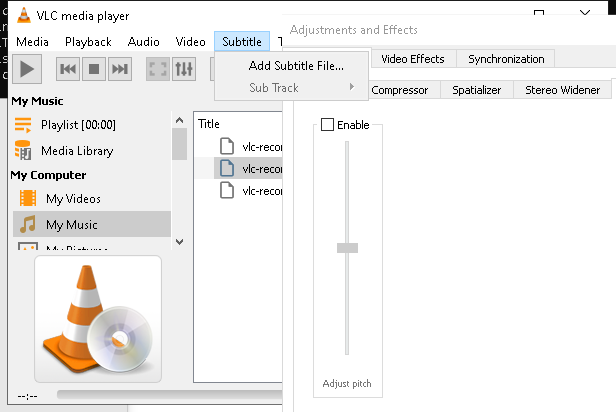 VLC media player
Adjustments and Effects
Media Playback Audio Video Subtitle T
Video Effects Synchronization
Add Subtitle File...
Sub Track
Compressor Spatializer Stereo Widener
My Music
Playlist [00:00]
Media Library
My Computer
My Videos
My Music
My Pictures
Title
vlc-recor
vlc-recor
vlc-recor
Enable
Adjust pitch
--:--